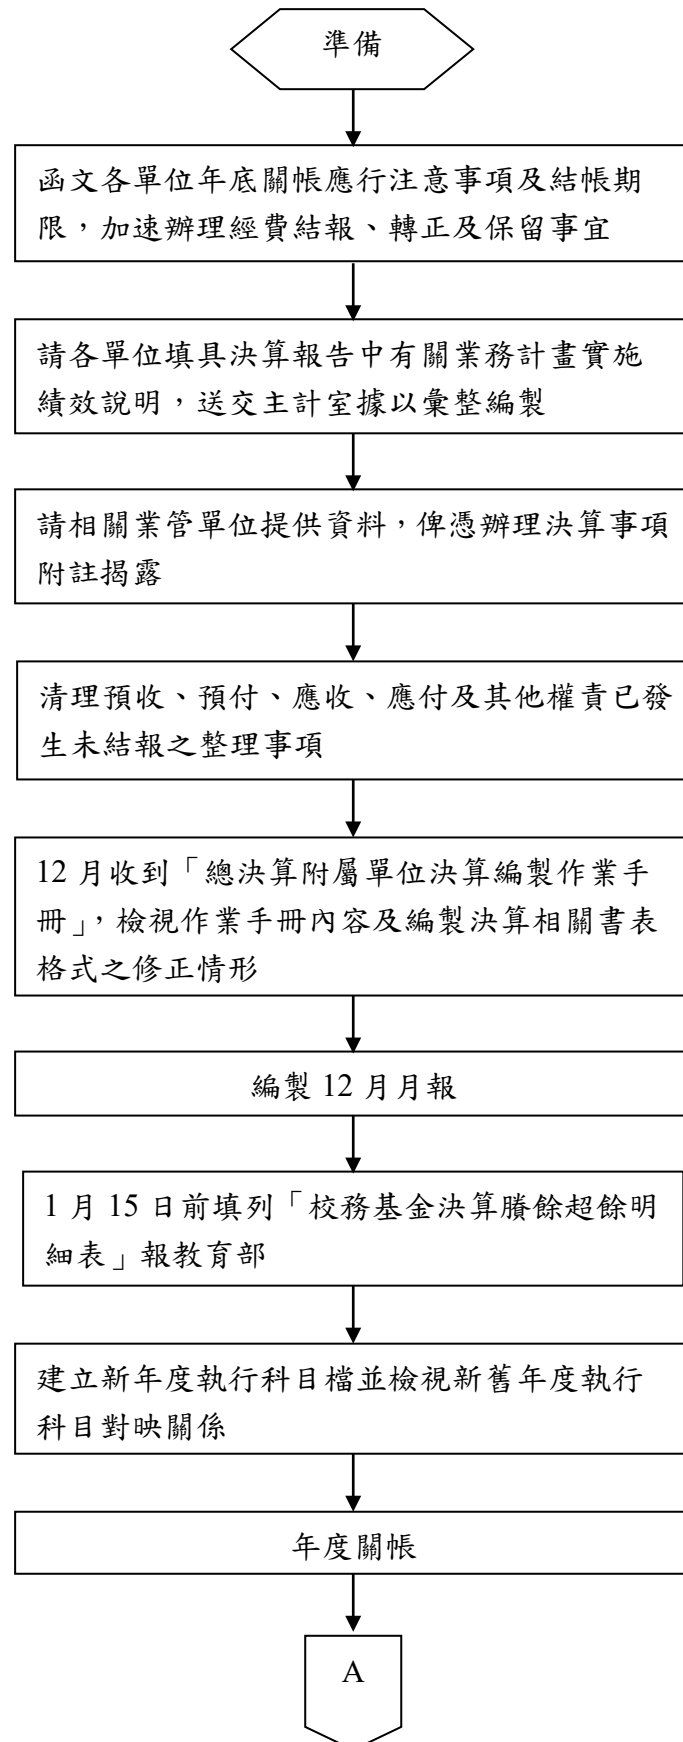 準備
函文各單位年底關帳應行注意事項及結帳期
限，加速辦理經費結報、轉正及保留事宜
請各單位填具決算報告中有關業務計畫實施
績效說明，送交主計室據以彙整編製
請相關業管單位提供資料，俾憑辦理決算事項
附註揭露
清理預收、預付、應收、應付及其他權責已發
生未結報之整理事項
12 月收到「總決算附屬單位決算編製作業手
冊」，檢視作業手冊內容及編製決算相關書表
格式之修正情形
編製 12 月月報
1 月 15 日前填列「校務基金決算賸餘超餘明
細表」報教育部
建立新年度執行科目檔並檢視新舊年度執行
科目對映關係
年度關帳
A